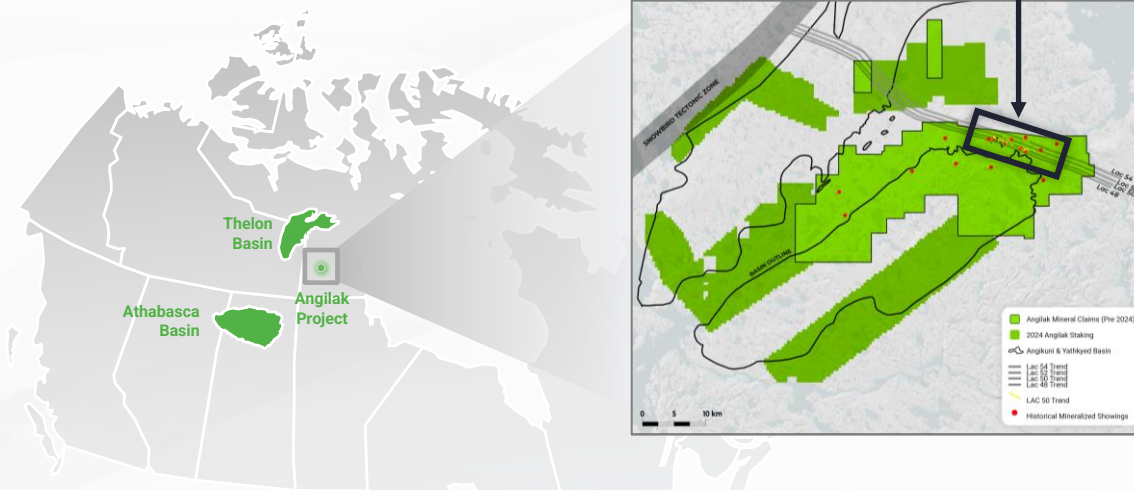 Thelon
Basin
Athabasca
Basin
Angilak
Project
SNOWBIRD TECTONIC ZONE
BASIN OUTLINE
Lac 54
Lac 48
Angilak Mineral Claims (Pre 2024)
2024 Angilak Staking
Angikuni & Yathkyed Basin
Lac 54 Trend
Lac 52 Trend
Lac 50 Trend
Lac 48 Trend
LAC 50 Trend
Historical Mineralized Showings
0 5 10 km